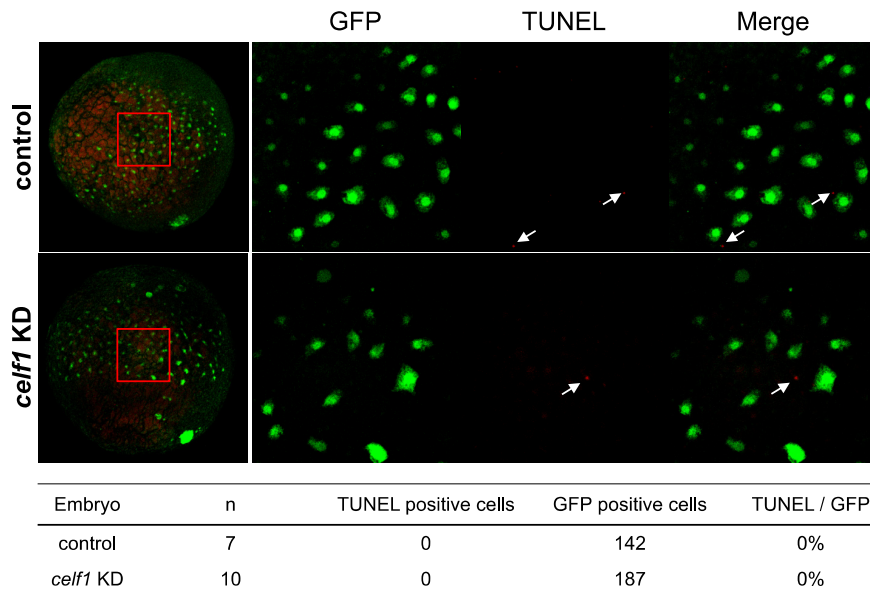 GFP TUNEL Merge
control
celf1 KD
Embryo n TUNEL positive cells GFP positive cells TUNEL / GFP
control 7 0 142 0%
celf1 KD 10 0 187 0%